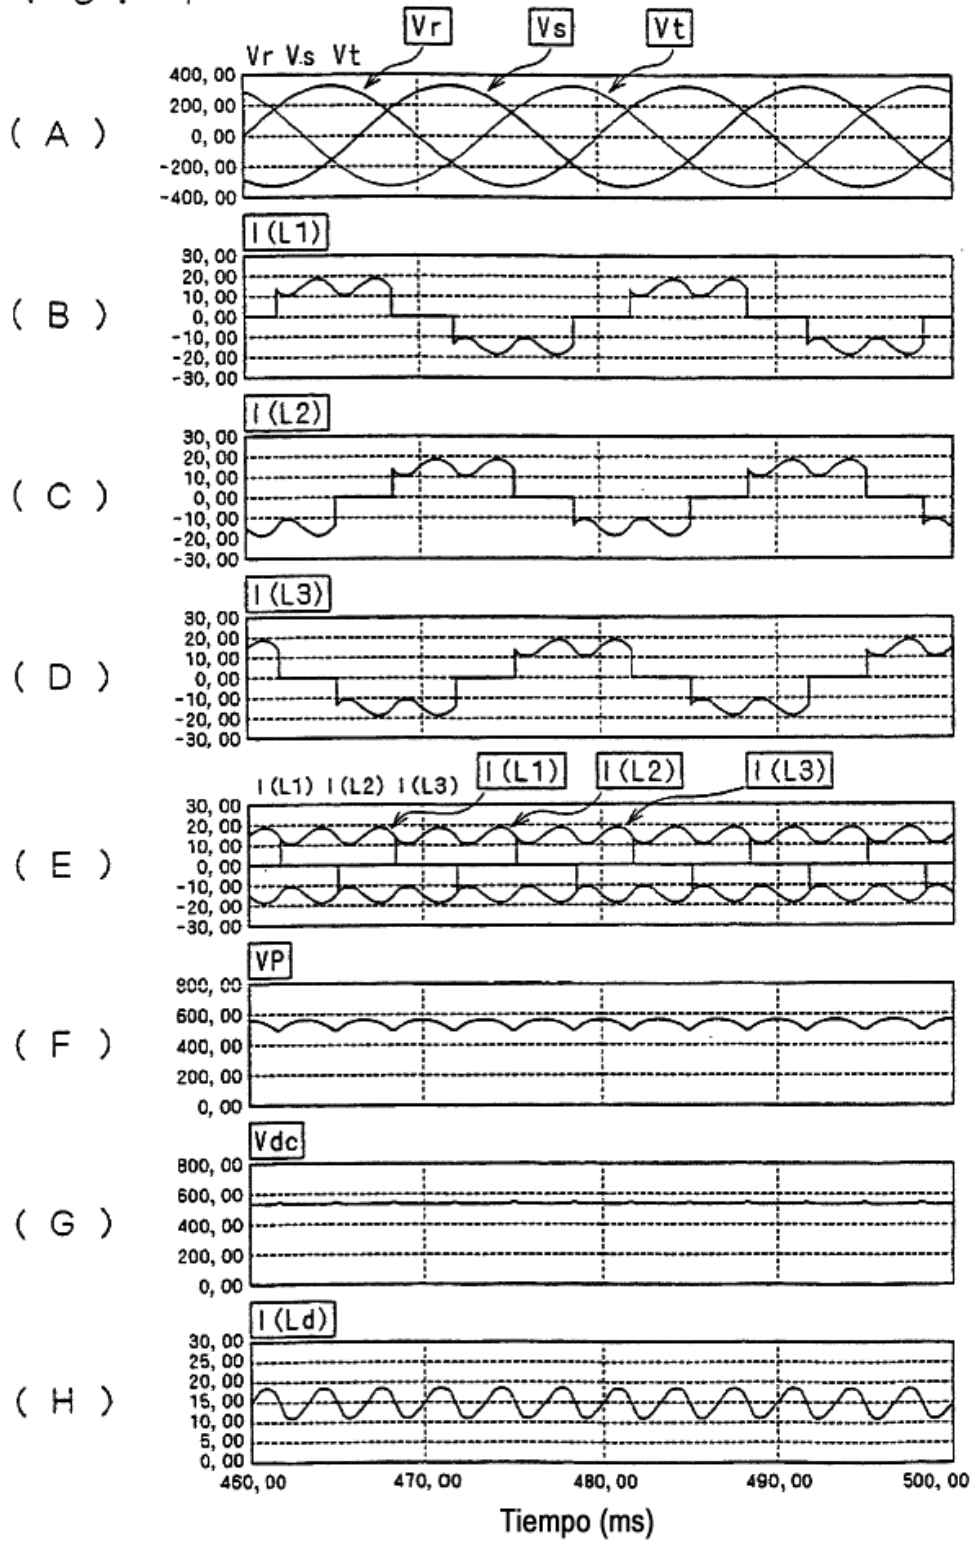 Vr Vs Vt
Vr Vs Vt
( A )
400, 00
200, 00
0, 00
-200, 00
-400, 00
I(L1)
( B )
30, 00
20, 00
10, 00
0, 00
-10, 00
-20, 00
-30, 00
I(L2)
( C )
30, 00
20, 00
10, 00
0, 00
-10, 00
-20, 00
-30, 00
I(L3)
( D )
30, 00
20, 00
10, 00
0, 00
-10, 00
-20, 00
-30, 00
I(L1) I(L2) I(L3)
I(L1) I(L2) I(L3)
( E )
30, 00
20, 00
10, 00
0, 00
-10, 00
-20, 00
-30, 00
VP
( F )
800, 00
600, 00
400, 00
200, 00
0, 00
Vdc
( G )
800, 00
600, 00
400, 00
200, 00
0, 00
I(Ld)
( H )
30, 00
25, 00
20, 00
15, 00
10, 00
5, 00
0, 00
460, 00 470, 00 480, 00 490, 00 500, 00
Tiempo (ms)